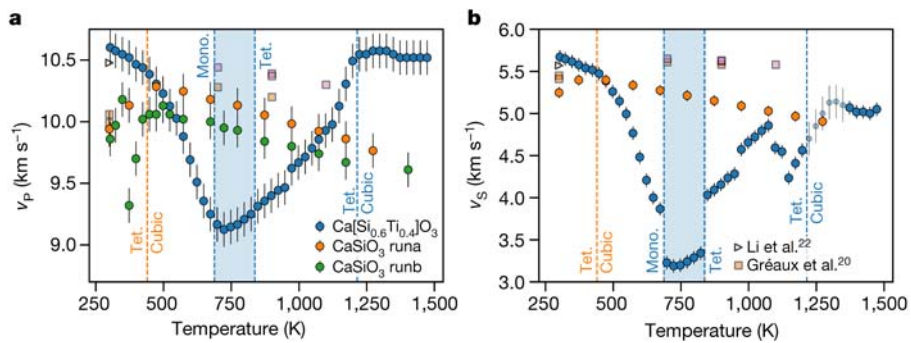 a
10.5
10.0
9.5
9.0
vP (km s−1)
Mono.
Tet.
Tet.
Cubic
Tet.
Cubic
Ca[Si0.6Ti0.4]O3
CaSiO3 runa
CaSiO3 runb
250 500 750 1,000 1,250 1,500
Temperature (K)
b
6.0
5.5
5.0
4.5
4.0
3.5
3.0
vS (km s−1)
Tet.
Cubic
Mono.
Tet.
Tet.
Cubic
Li et al.22
Gréaux et al.20
250 500 750 1,000 1,250 1,500
Temperature (K)